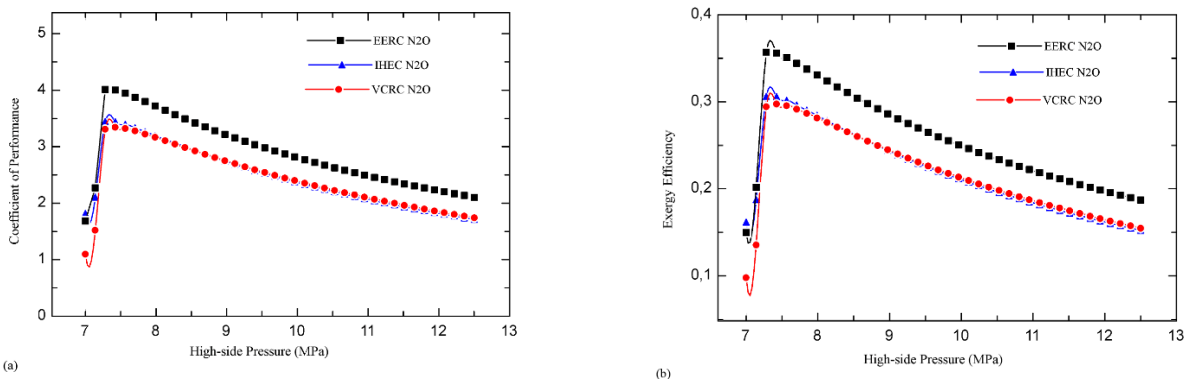 5
4
3
2
1
0
Coefficient of Performance
EERC N2O
IHEC N2O
VCRC N2O
7 8 9 10 11 12 13
High-side Pressure (MPa)
(a)
0,4
0,3
0,2
0,1
Exergy Efficiency
EERC N2O
IHEC N2O
VCRC N2O
7 8 9 10 11 12 13
High-side Pressure (MPa)
(b)